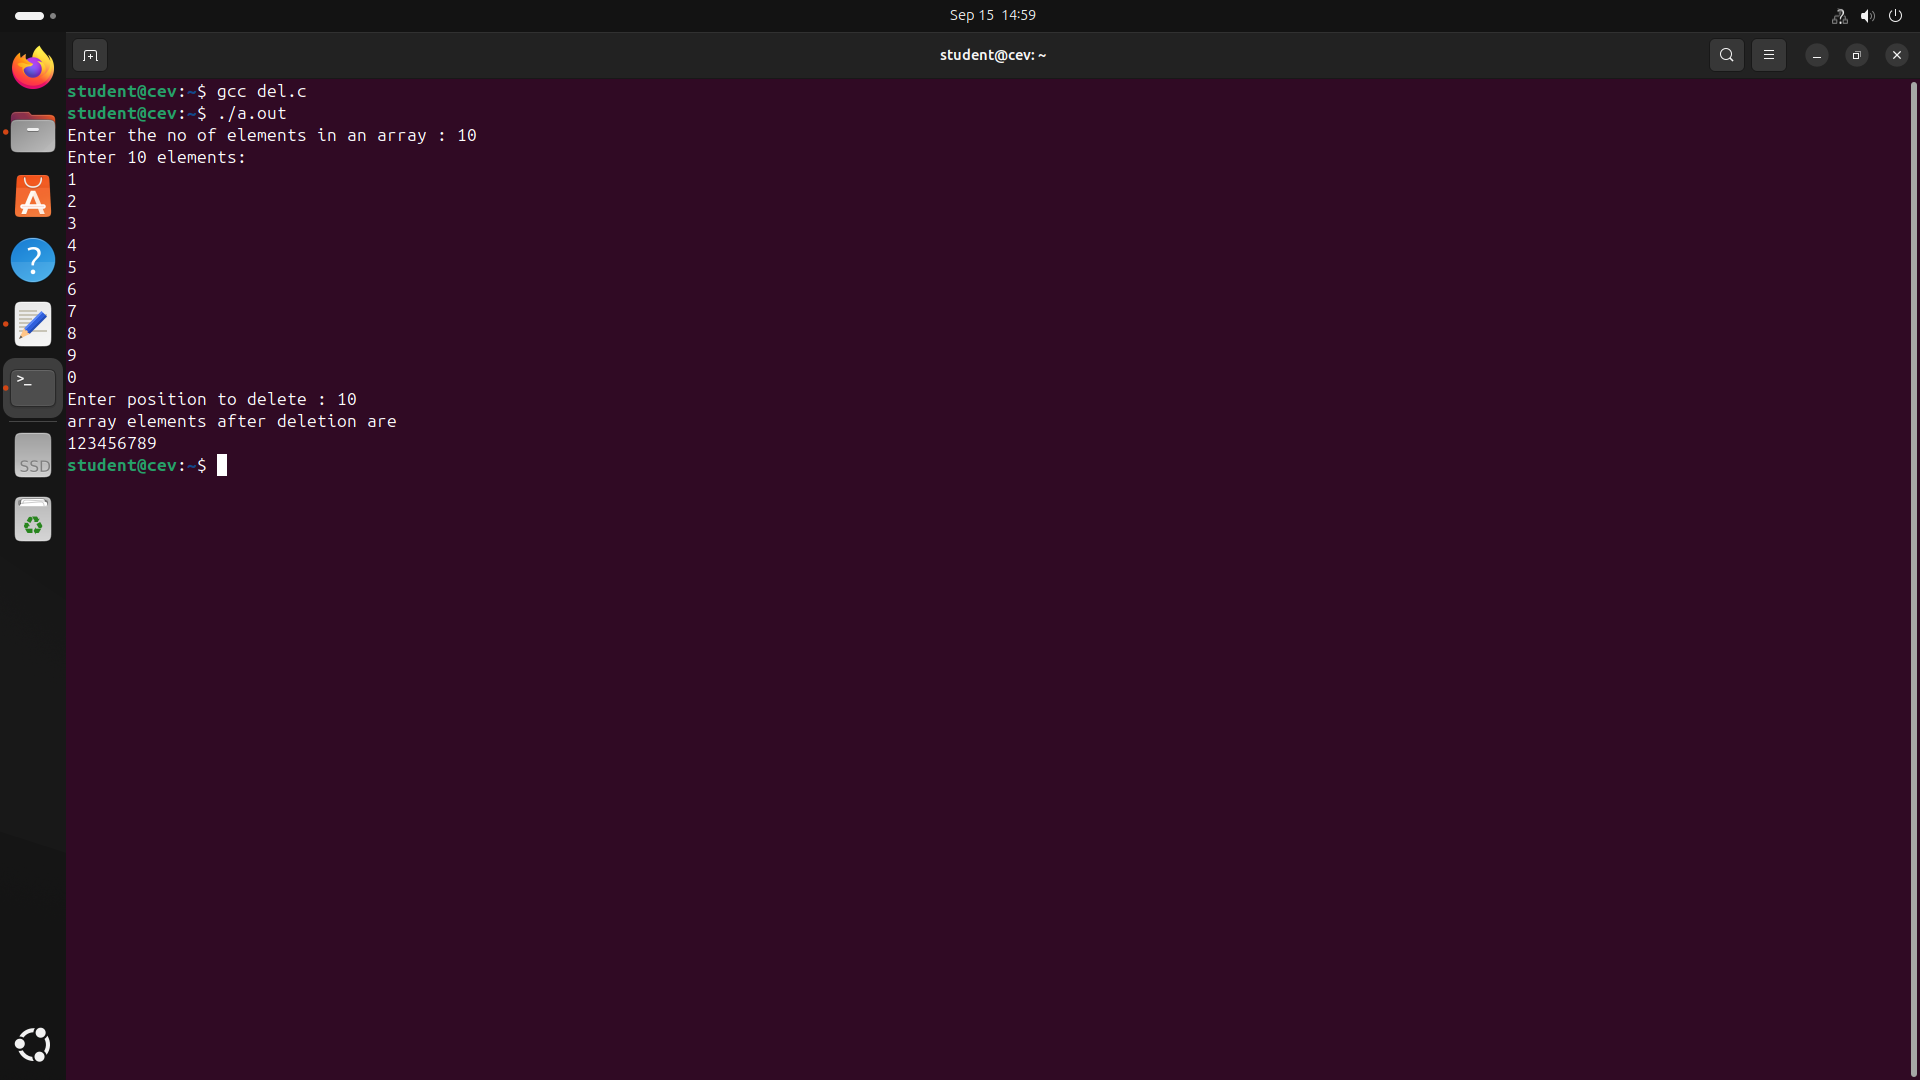 Sep 15 14:59
student@cev: ~
student@cev:~$ gcc del.c
student@cev:~$ ./a.out
Enter the no of elements in an array : 10
Enter 10 elements:
1
2
3
4
5
6
7
8
9
0
Enter position to delete : 10
array elements after deletion are
123456789
student@cev:~$
SSD